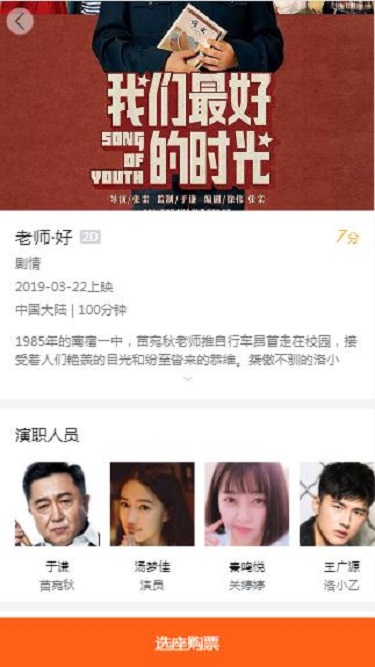 我们最好
SONG OF YOUTH
的时光
导演/张栾 监制/于谦 编剧/徐伟 张栾
老师·好 2D 7分
剧情
2019-03-22上映
中国大陆 | 100分钟
1985年的南宿一中，苗宛秋老师推自行车昂首走在校园，接
受着人们艳羡的目光和纷至沓来的恭维。桀傲不驯的洛小
演职人员
于谦 汤梦佳 秦鸣悦 王广源
苗宛秋 演员 关婷婷 洛小乙
选座购票